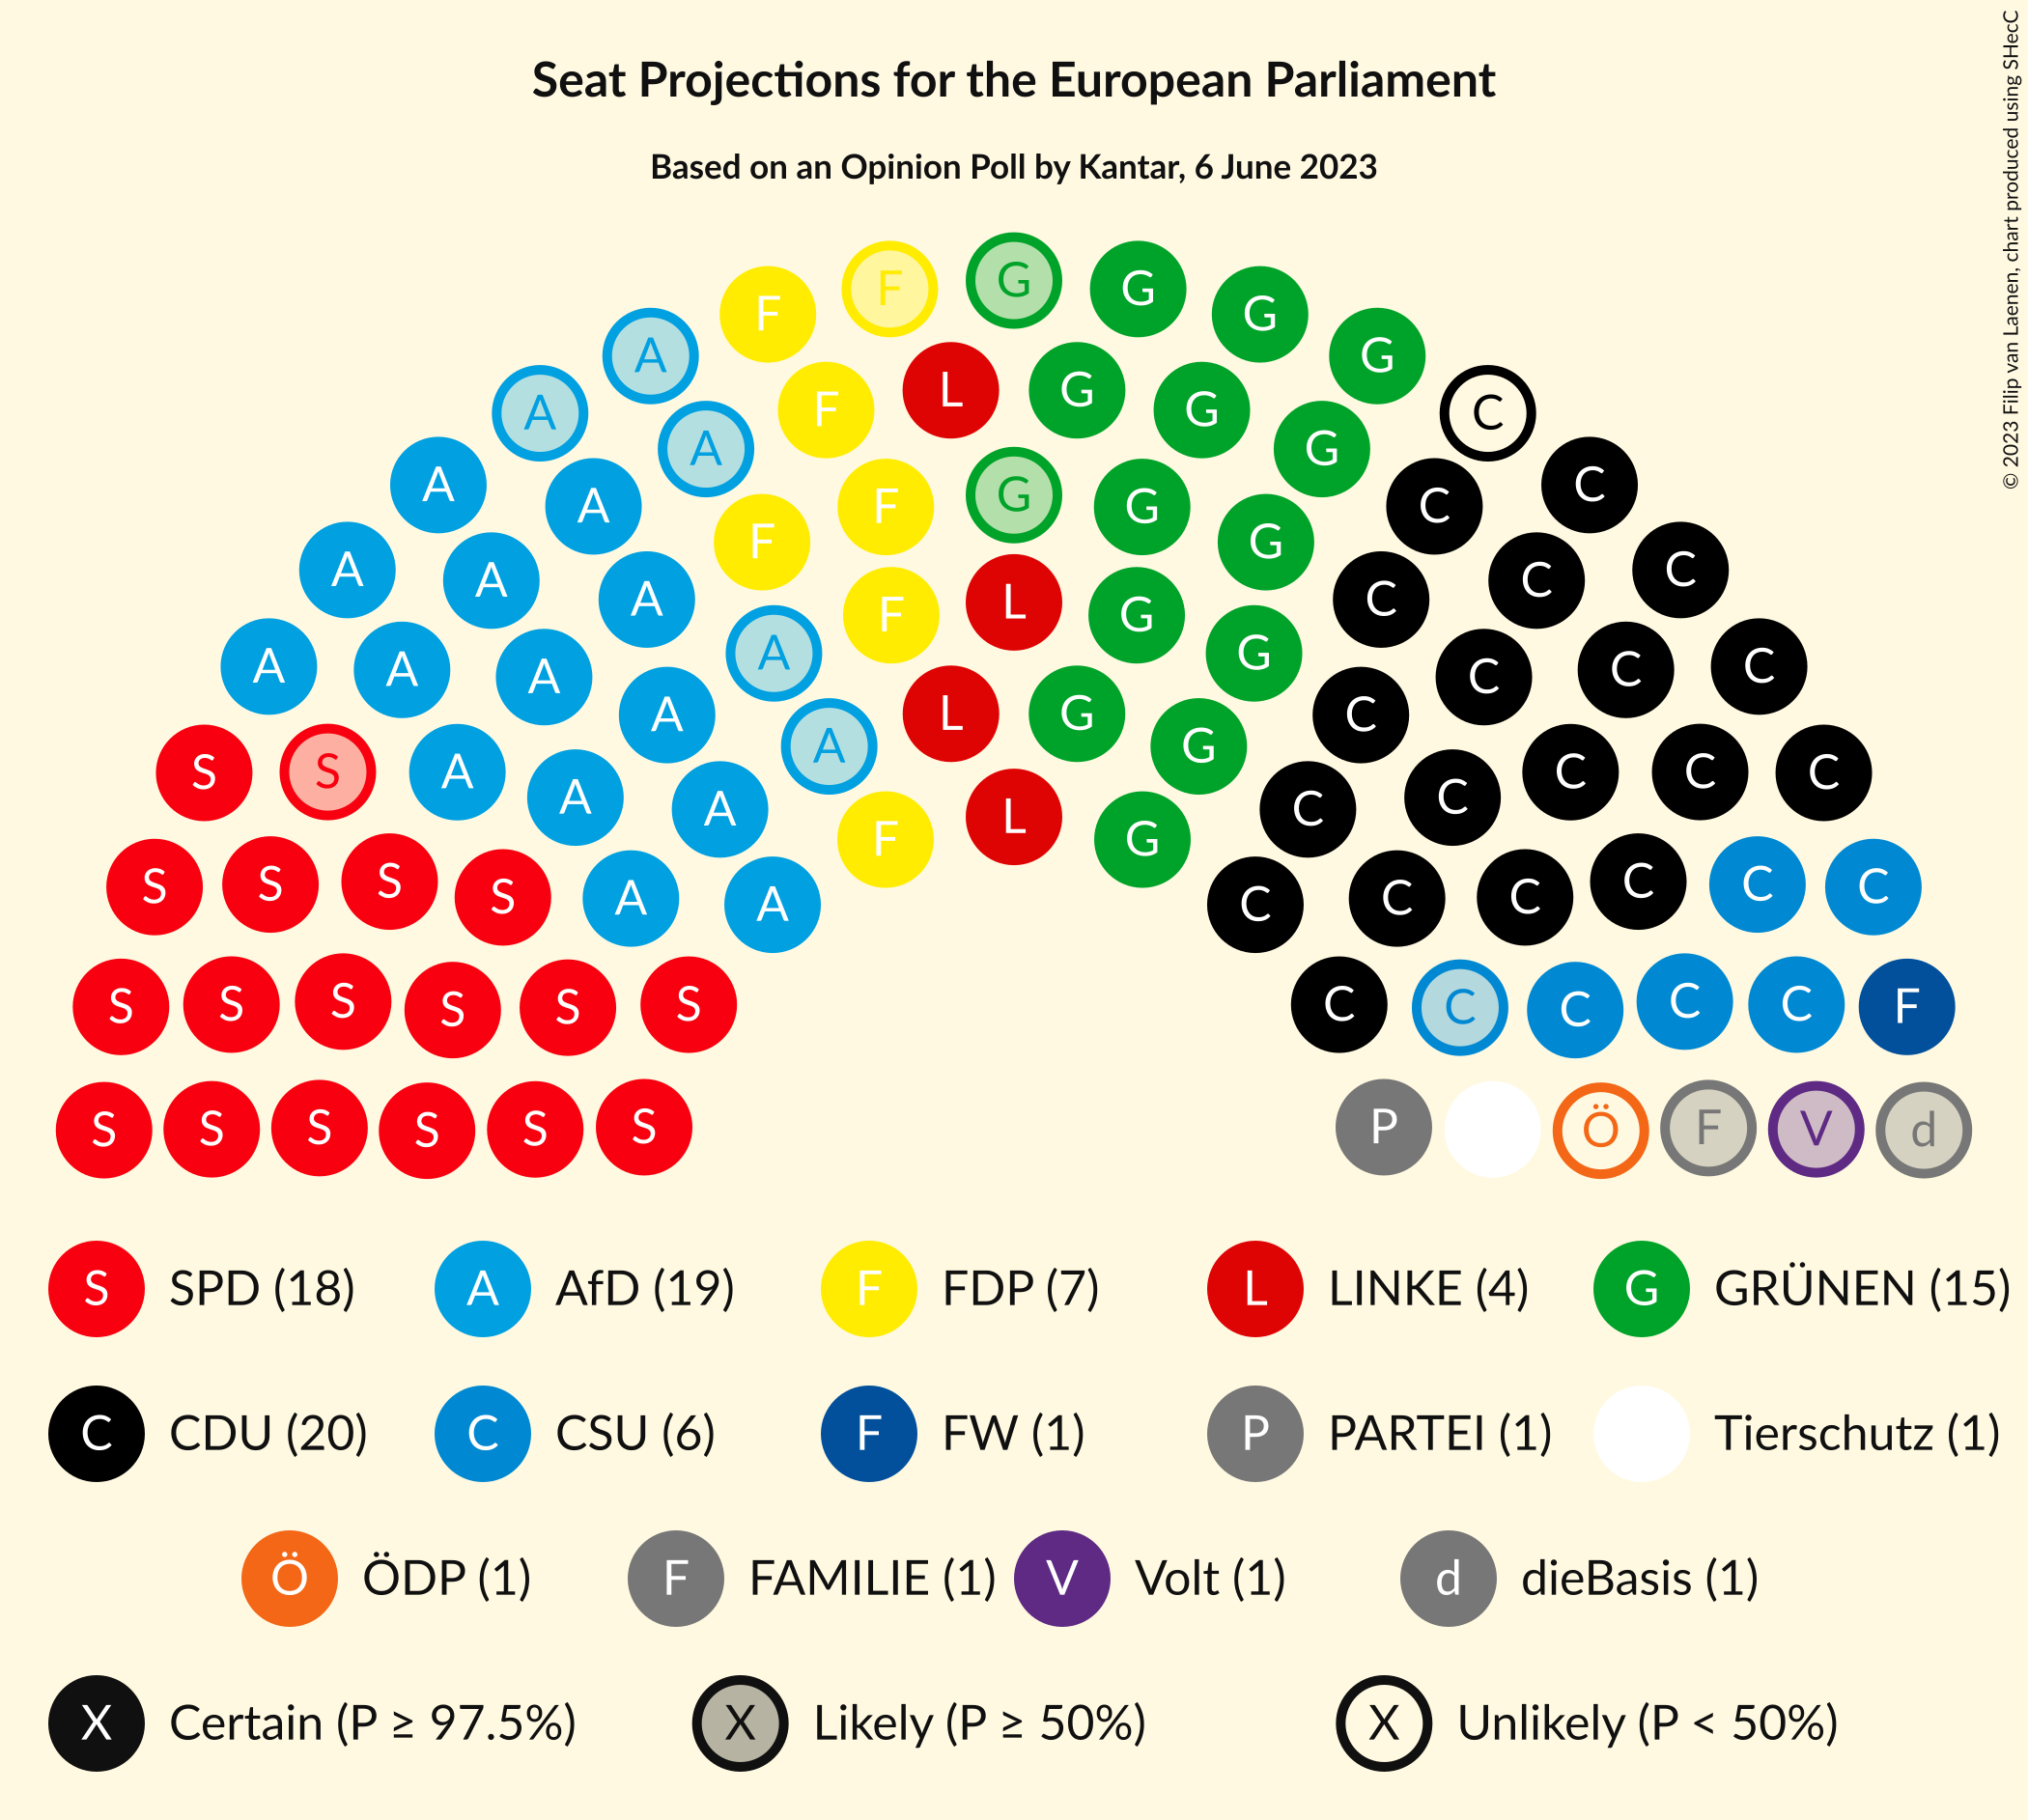 © 2023 Filip van Laenen, chart produced using SHecC
Seat Projections for the European Parliament
Based on an Opinion Poll by Kantar, 6 June 2023
F F G G G
A G
A F L G G C
A G
A A F G G C C
F G
A A A F L G C C C
A A A A G C C C
A A L G G C
S S A C C C
A A L C C
F G
S S S S A A C C C C C C
S S S S S S C C C C C F
S S S S S S P Ö F V d
S SPD (18) A AfD (19) F FDP (7) L LINKE (4) G GRÜNEN (15)
C CDU (20) C CSU (6) F FW (1) P PARTEI (1) Tierschutz (1)
Ö ÖDP (1) F FAMILIE (1) V Volt (1) d dieBasis (1)
X Certain (P ≥ 97.5%) X Likely (P ≥ 50%) X Unlikely (P < 50%)